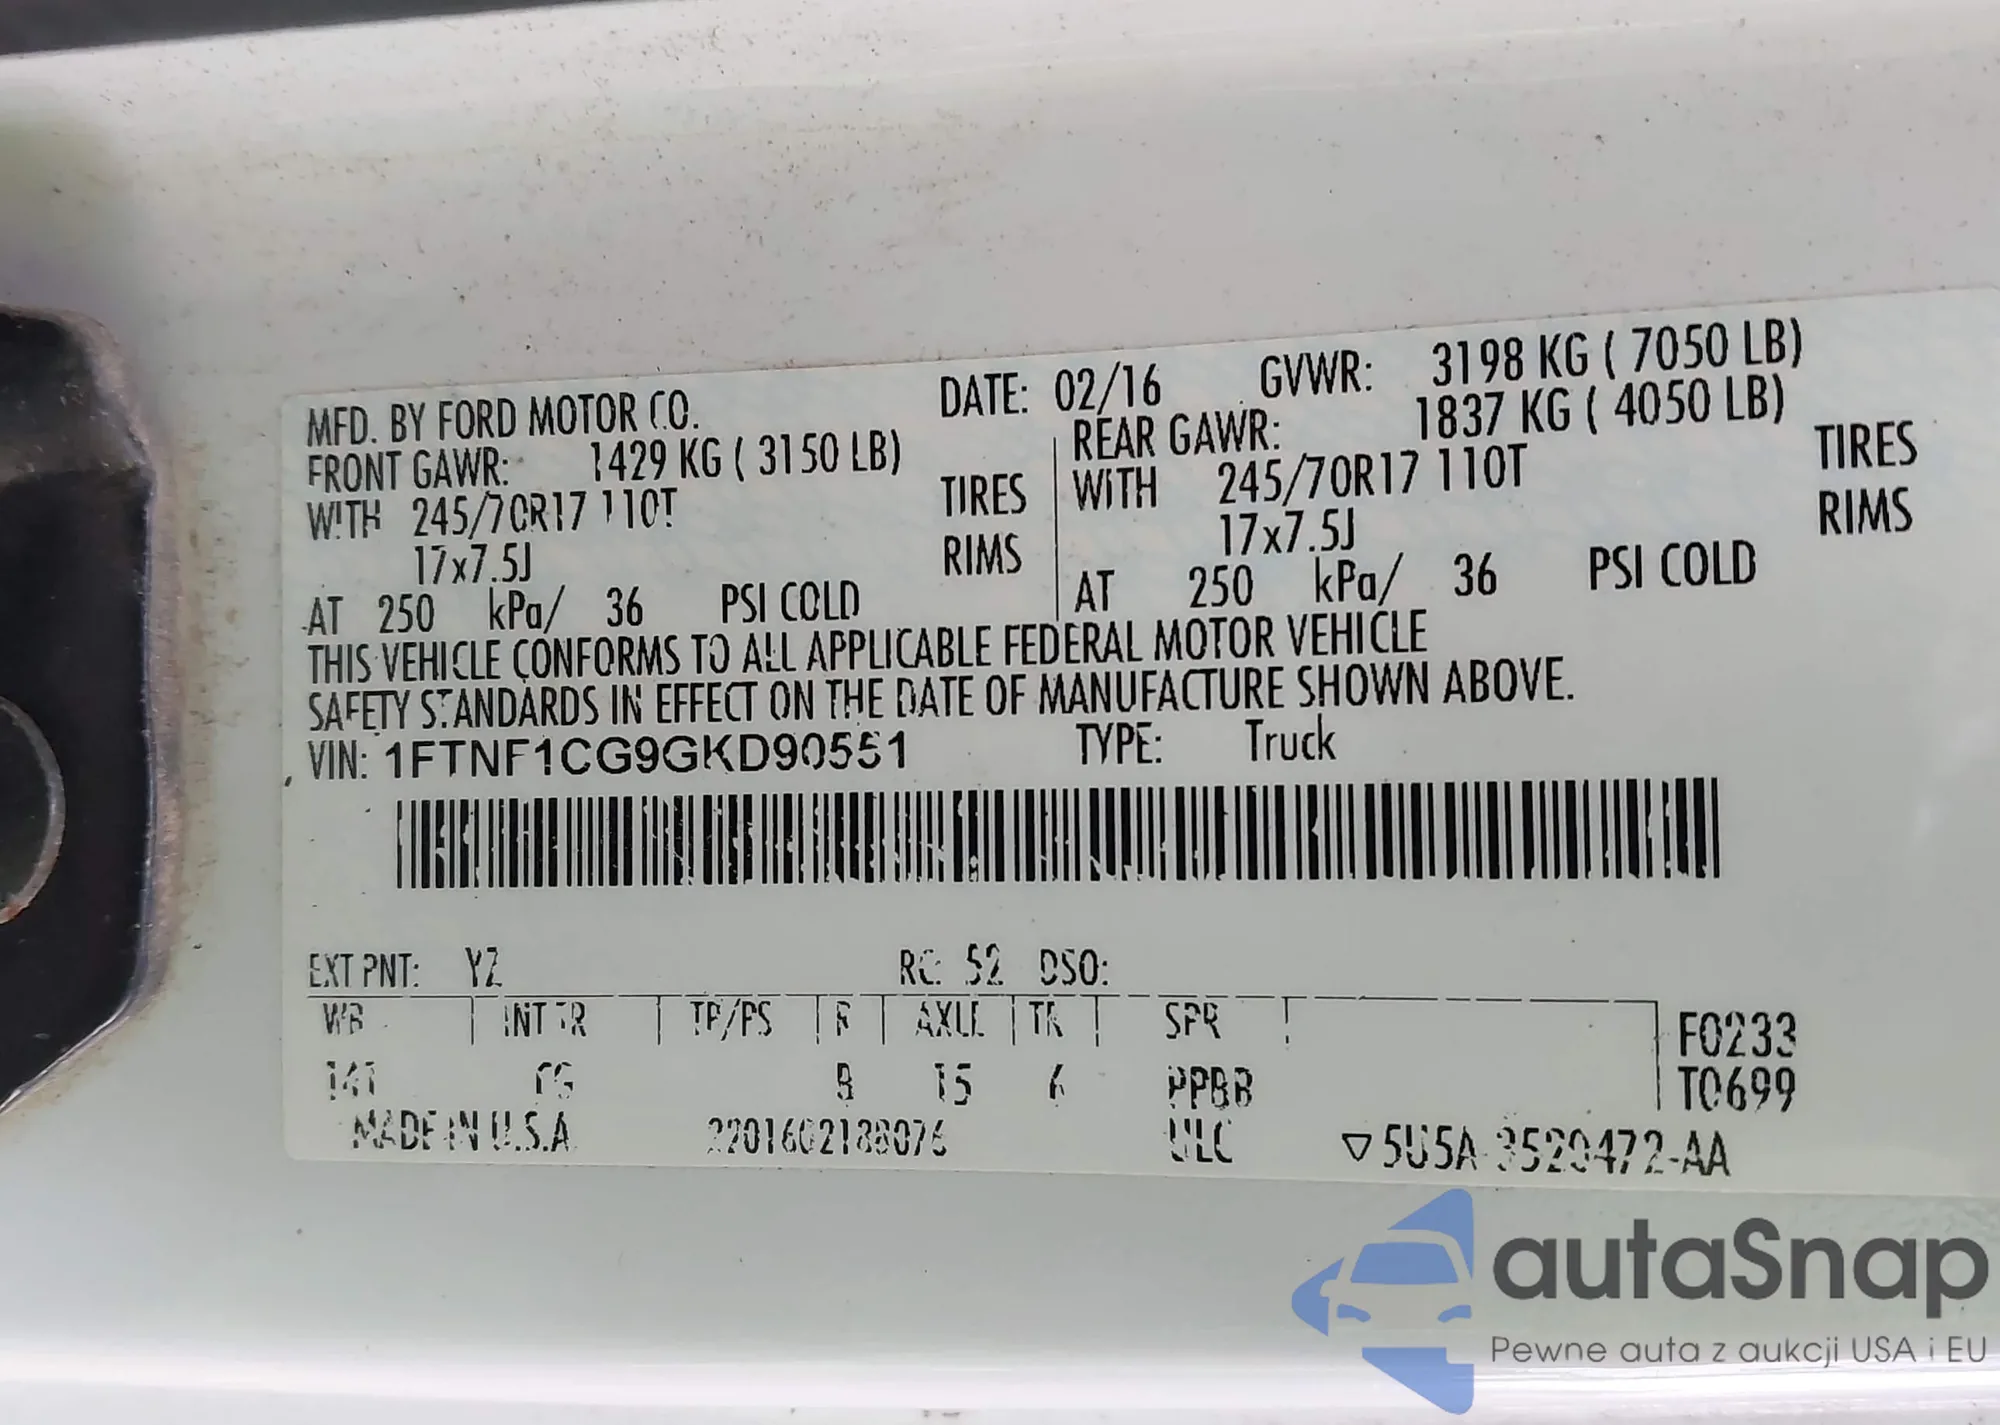 MFD. BY FORD MOTOR CO. DATE: 02/16 GVWR: 3198 KG ( 7050 LB)
FRONT GAWR: 1429 KG ( 3150 LB) REAR GAWR: 1837 KG ( 4050 LB)
WITH 245/70R17 110T TIRES WITH 245/70R17 110T TIRES
17x7.5J RIMS 17x7.5J RIMS
AT 250 kPa/ 36 PSI COLD AT 250 kPa/ 36 PSI COLD
THIS VEHICLE CONFORMS TO ALL APPLICABLE FEDERAL MOTOR VEHICLE
SAFETY STANDARDS IN EFFECT ON THE DATE OF MANUFACTURE SHOWN ABOVE.
VIN: 1FTNF1CG9GKD90551 TYPE: Truck
EXT PNT: YZ RC: 52 DSO:
WB INT TR TP/PS R AXLE TR SPR
F0233
141 B 15 6 PPBB
T0699
MADE IN U.S.A. ULC ▽5U5A-3520472-AA
autaSnap
Pewne auta z aukcji USA i EU